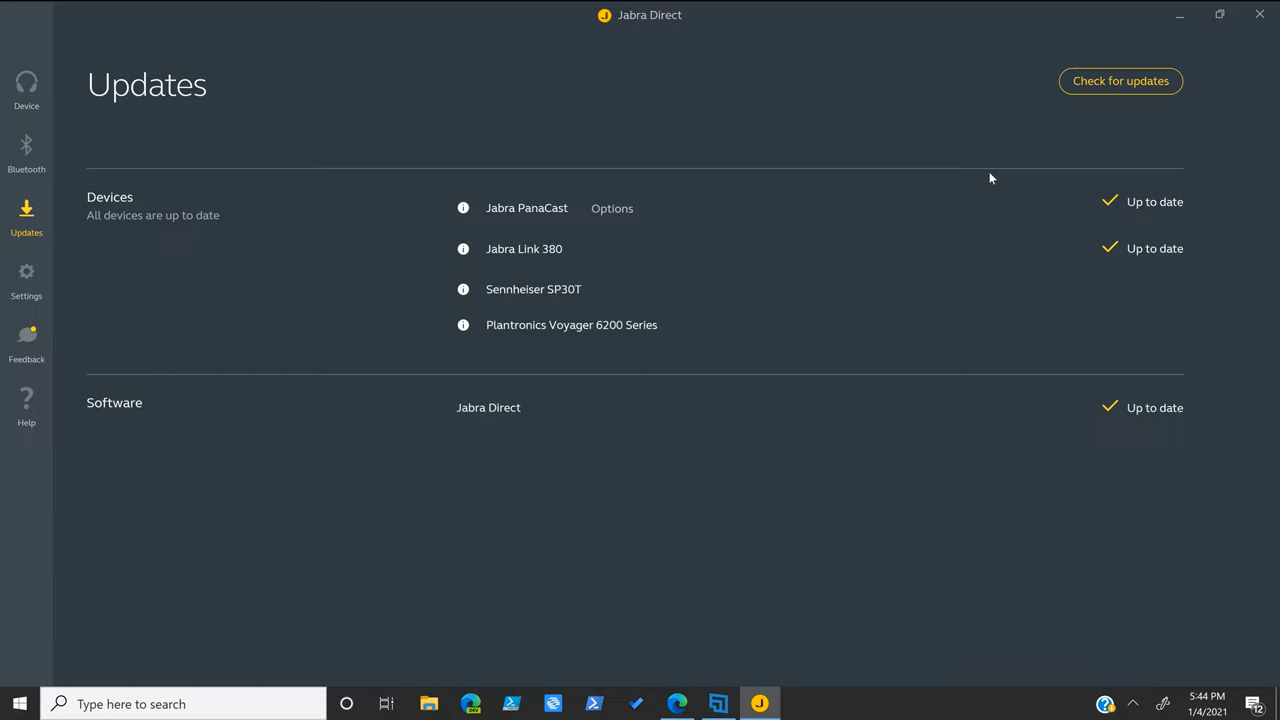 Jabra Direct
Updates
Check for updates
Device
Bluetooth
Updates
Settings
Feedback
Help
Devices
All devices are up to date
Jabra PanaCast Options Up to date
Jabra Link 380 Up to date
Sennheiser SP30T
Plantronics Voyager 6200 Series
Software
Jabra Direct Up to date
Type here to search
DEV
5:44 PM
1/4/2021
12